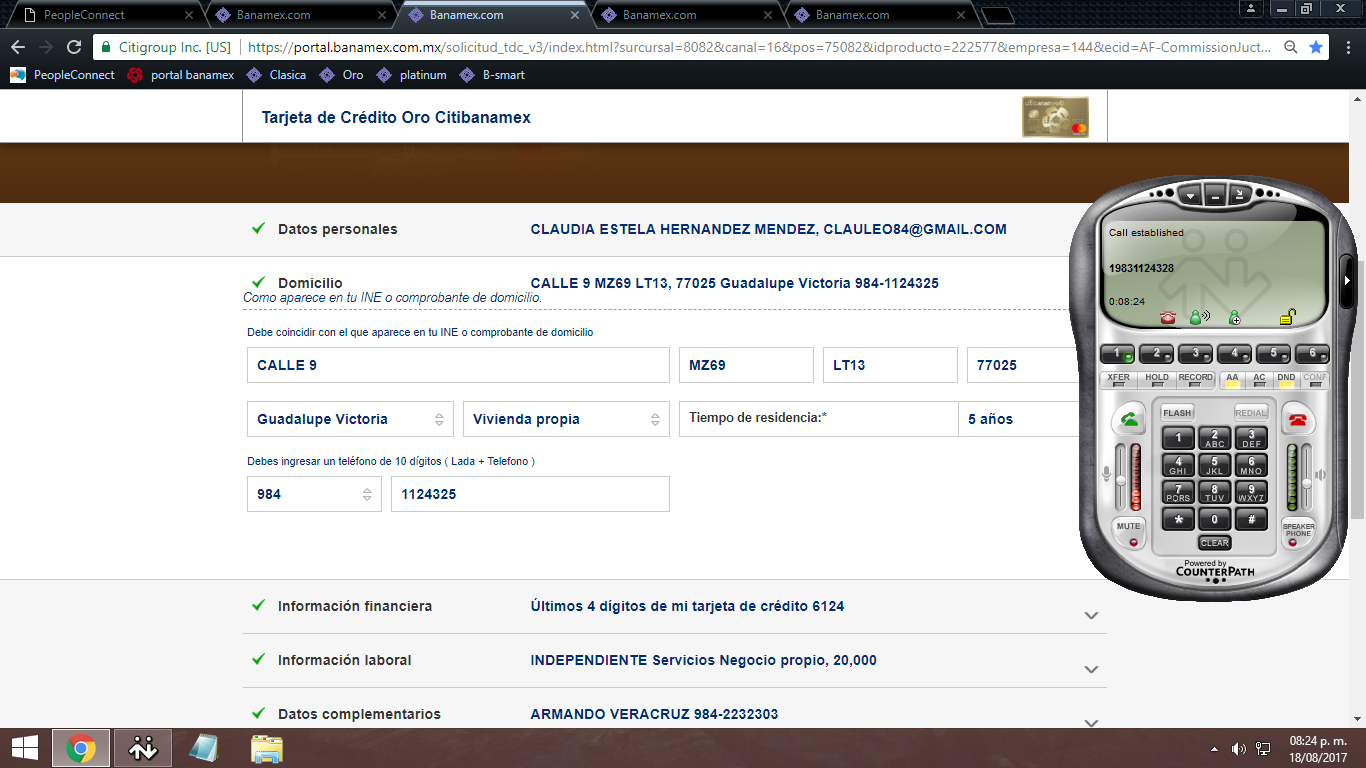 PeopleConnect
Banamex.com
Banamex.com
Banamex.com
Banamex.com
Citigroup Inc. [US]
https://portal.banamex.com.mx/solicitud_tdc_v3/index.html?surcursal=8082&canal=16&pos=75082&idproducto=222577&empresa=144&ecid=AF-CommissionJuct...
PeopleConnect portal banamex Clasica Oro platinum B-smart
Tarjeta de Crédito Oro Citibanamex
Datos personales CLAUDIA ESTELA HERNANDEZ MENDEZ, CLAULEO84@GMAIL.COM
Domicilio CALLE 9 MZ69 LT13, 77025 Guadalupe Victoria 984-1124325
Como aparece en tu INE o comprobante de domicilio.
Debe coincidir con el que aparece en tu INE o comprobante de domicilio
CALLE 9 MZ69 LT13 77025
Guadalupe Victoria Vivienda propia Tiempo de residencia:* 5 años
Debes ingresar un teléfono de 10 dígitos ( Lada + Telefono )
984 1124325
Información financiera Últimos 4 dígitos de mi tarjeta de crédito 6124
Información laboral INDEPENDIENTE Servicios Negocio propio, 20,000
Datos complementarios ARMANDO VERACRUZ 984-2232303
Call established
19831124328
0:08:24
1 2 3 4 5 6
XFER HOLD RECORD AA AC DND CONF
FLASH REDIAL
1 2 ABC 3 DEF
4 GHI 5 JKL 6 MNO
7 PQRS 8 TUV 9 WXYZ
* 0 #
MUTE
SPEAKER PHONE
CLEAR
Powered by
COUNTERPATH
08:24 p. m.
18/08/2017